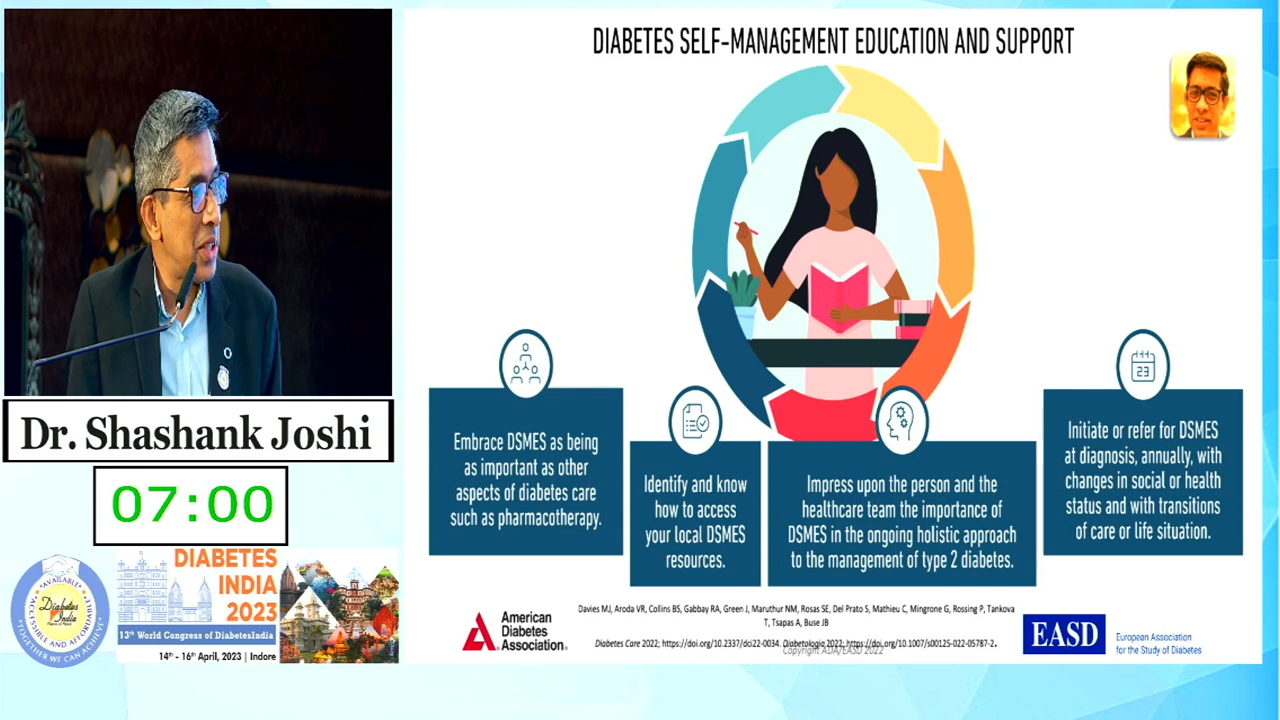 DIABETES SELF-MANAGEMENT EDUCATION AND SUPPORT
Dr. Shashank Joshi
07:00
AVAILABLE
ACCESSIBLE AND AFFORDABLE
Diabetes
India
TOGETHER WE CAN ACHIEVE
DIABETES
INDIA
2023
13th World Congress of DiabetesIndia
14th - 16th April, 2023 | Indore
Embrace DSMES as being
as important as other
aspects of diabetes care
such as pharmacotherapy.
Identify and know
how to access
your local DSMES
resources.
Impress upon the person and the
healthcare team the importance of
DSMES in the ongoing holistic approach
to the management of type 2 diabetes.
23
Initiate or refer for DSMES
at diagnosis, annually, with
changes in social or health
status and with transitions
of care or life situation.
American
Diabetes
Association.
Davies MJ, Aroda VR, Collins BS, Gabbay RA, Green J, Maruthur NM, Rosas SE, Del Prato S, Mathieu C, Mingrone G, Rossing P, Tankova
T, Tsapas A, Buse JB
Diabetes Care 2022; https://doi.org/10.2337/dci22-0034. Diabetologia 2022; https://doi.org/10.1007/s00125-022-05787-2.
Copyright ADA/EASD 2022
EASD
European Association
for the Study of Diabetes